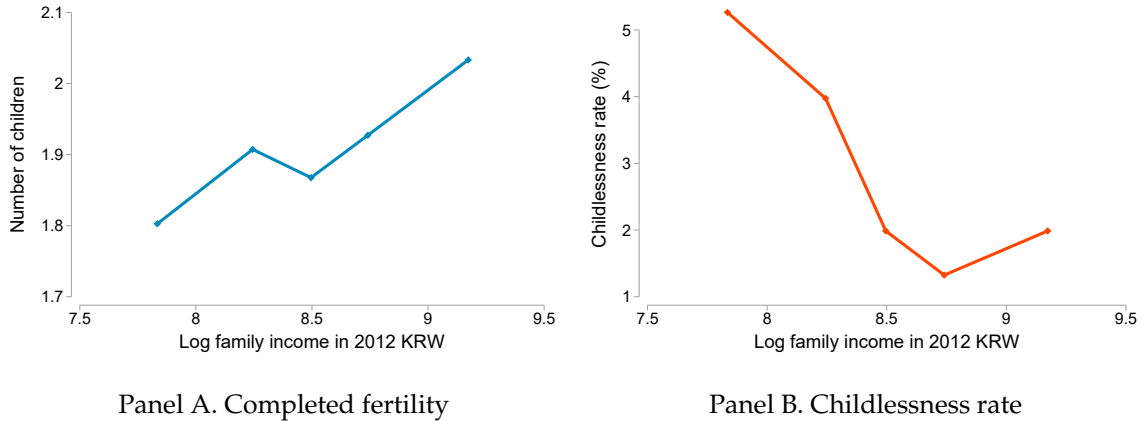 2.1
2
1.9
1.8
1.7
Number of children
7.5 8 8.5 9 9.5
Log family income in 2012 KRW
Panel A. Completed fertility
5
4
3
2
1
Childlessness rate (%)
7.5 8 8.5 9 9.5
Log family income in 2012 KRW
Panel B. Childlessness rate